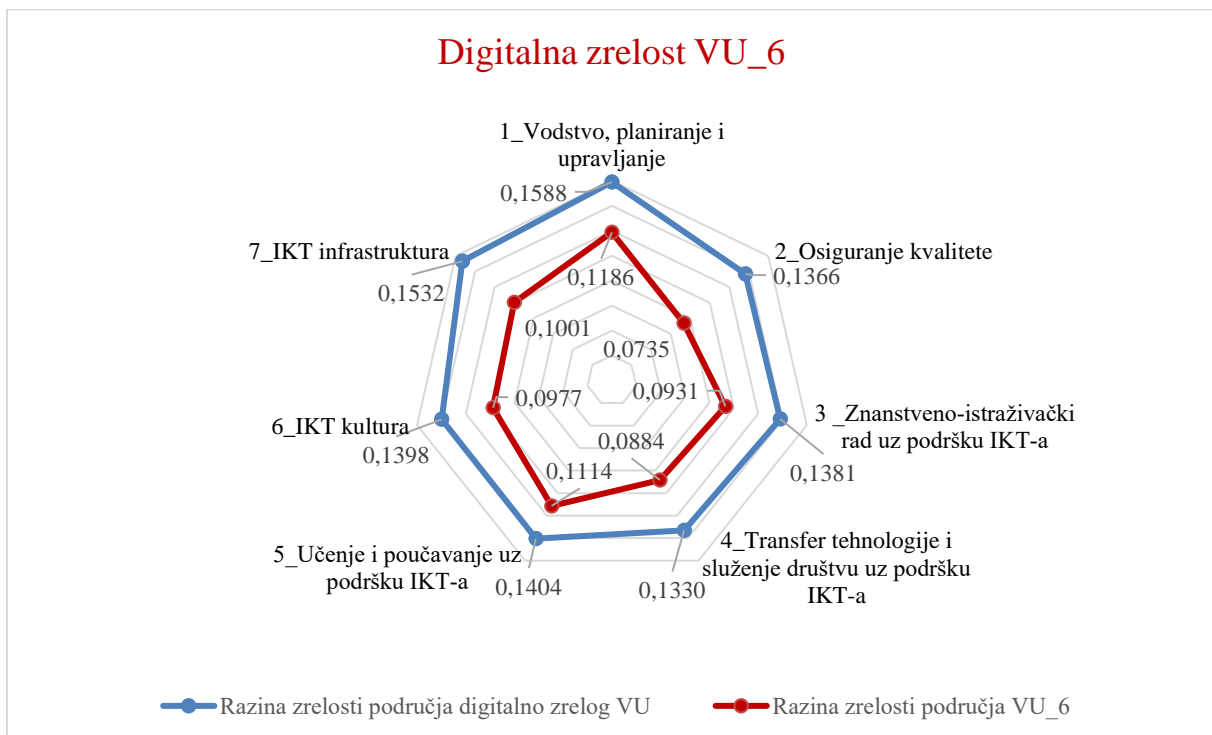 Digitalna zrelost VU_6
1_Vodstvo, planiranje i
upravljanje
0,1588
7_IKT infrastruktura
2_Osiguranje kvalitete
0,1366
0,1186
0,1532
0,1001
0,0735
0,0977
0,0931
6_IKT kultura
0,1398
3 _Znanstveno-istraživački
rad uz podršku IKT-a
0,1381
0,0884
0,1114
5_Učenje i poučavanje uz
podršku IKT-a
0,1404
4_Transfer tehnologije i
služenje društvu uz podršku
IKT-a
0,1330
Razina zrelosti područja digitalno zrelog VU
Razina zrelosti područja VU_6